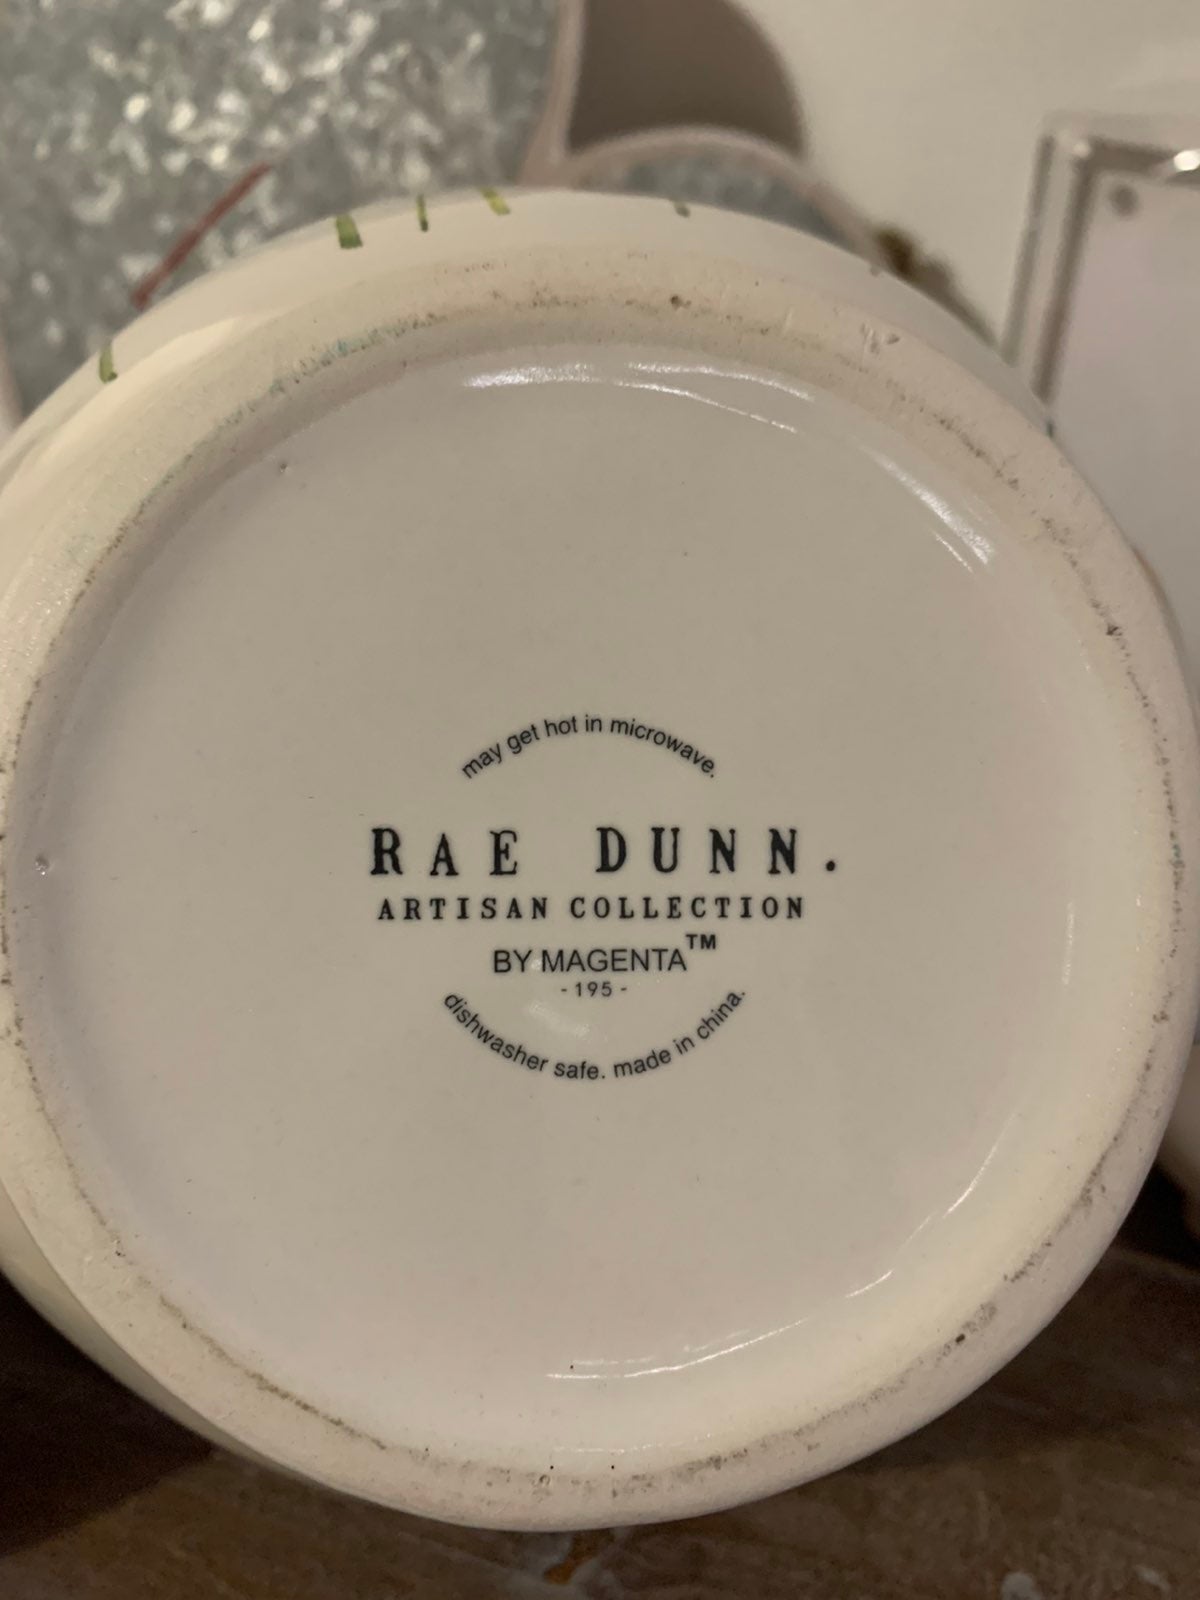 may get hot in microwave.
RAE DUNN.
ARTISAN COLLECTION
BY MAGENTA™
- 195 -
dishwasher safe. made in china.